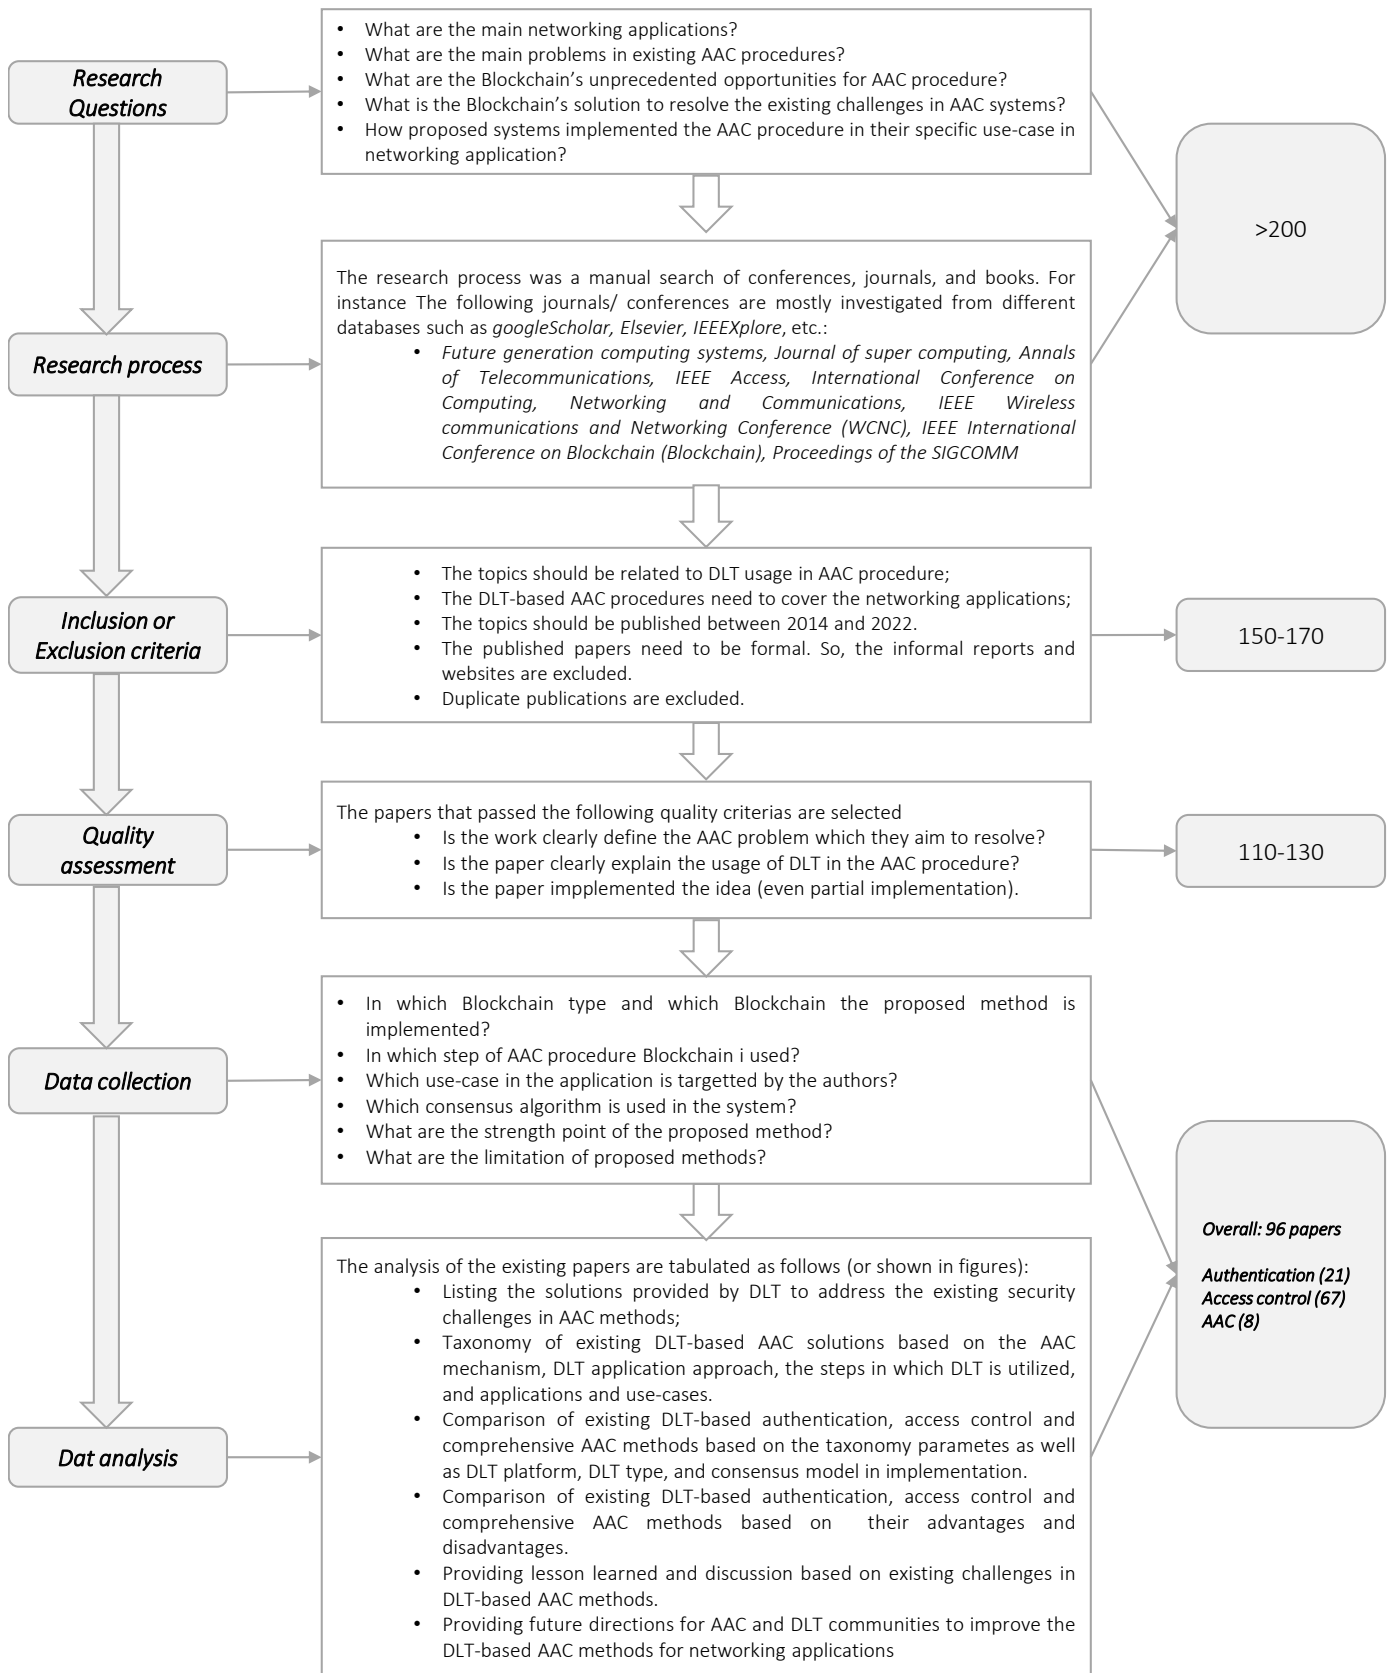 Research
Questions
• What are the main networking applications?
• What are the main problems in existing AAC procedures?
• What are the Blockchain's unprecedented opportunities for AAC procedure?
• What is the Blockchain's solution to resolve the existing challenges in AAC systems?
• How proposed systems implemented the AAC procedure in their specific use-case in
networking application?
>200
Research process
The research process was a manual search of conferences, journals, and books. For
instance The following journals/ conferences are mostly investigated from different
databases such as googleScholar, Elsevier, IEEEXplore, etc.:
• Future generation computing systems, Journal of super computing, Annals
of Telecommunications, IEEE Access, International Conference on
Computing, Networking and Communications, IEEE Wireless
communications and Networking Conference (WCNC), IEEE International
Conference on Blockchain (Blockchain), Proceedings of the SIGCOMM
Inclusion or
Exclusion criteria
• The topics should be related to DLT usage in AAC procedure;
• The DLT-based AAC procedures need to cover the networking applications;
• The topics should be published between 2014 and 2022.
• The published papers need to be formal. So, the informal reports and
websites are excluded.
• Duplicate publications are excluded.
150-170
Quality
assessment
The papers that passed the following quality criterias are selected
• Is the work clearly define the AAC problem which they aim to resolve?
• Is the paper clearly explain the usage of DLT in the AAC procedure?
• Is the paper impplemented the idea (even partial implementation).
110-130
Data collection
• In which Blockchain type and which Blockchain the proposed method is
implemented?
• In which step of AAC procedure Blockchain i used?
• Which use-case in the application is targetted by the authors?
• Which consensus algorithm is used in the system?
• What are the strength point of the proposed method?
• What are the limitation of proposed methods?
Overall: 96 papers
Authentication (21)
Access control (67)
AAC (8)
Dat analysis
The analysis of the existing papers are tabulated as follows (or shown in figures):
• Listing the solutions provided by DLT to address the existing security
challenges in AAC methods;
• Taxonomy of existing DLT-based AAC solutions based on the AAC
mechanism, DLT application approach, the steps in which DLT is utilized,
and applications and use-cases.
• Comparison of existing DLT-based authentication, access control and
comprehensive AAC methods based on the taxonomy parametes as well
as DLT platform, DLT type, and consensus model in implementation.
• Comparison of existing DLT-based authentication, access control and
comprehensive AAC methods based on their advantages and
disadvantages.
• Providing lesson learned and discussion based on existing challenges in
DLT-based AAC methods.
• Providing future directions for AAC and DLT communities to improve the
DLT-based AAC methods for networking applications